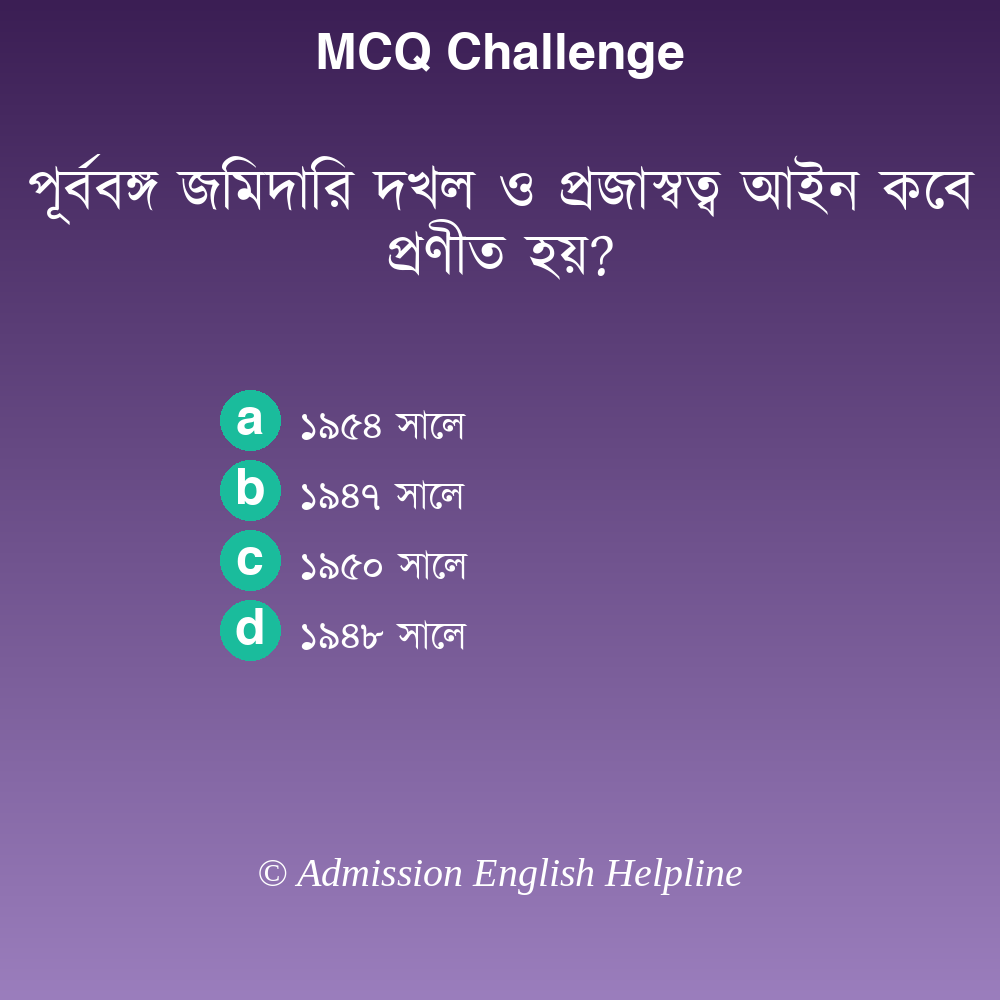 MCQ Challenge
পূর্ববঙ্গ জমিদারি দখল ও প্রজাস্বত্ব আইন কবে
প্রণীত হয়?
a ১৯৫৪ সালে
b ১৯৪৭ সালে
c ১৯৫০ সালে
d ১৯৪৮ সালে
© Admission English Helpline